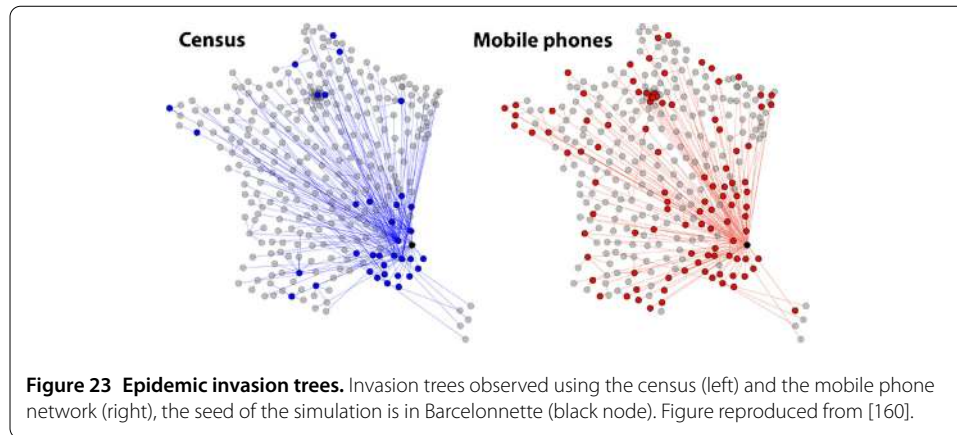 Census
Mobile phones
Figure 23 Epidemic invasion trees. Invasion trees observed using the census (left) and the mobile phone
network (right), the seed of the simulation is in Barcelonnette (black node). Figure reproduced from [160].